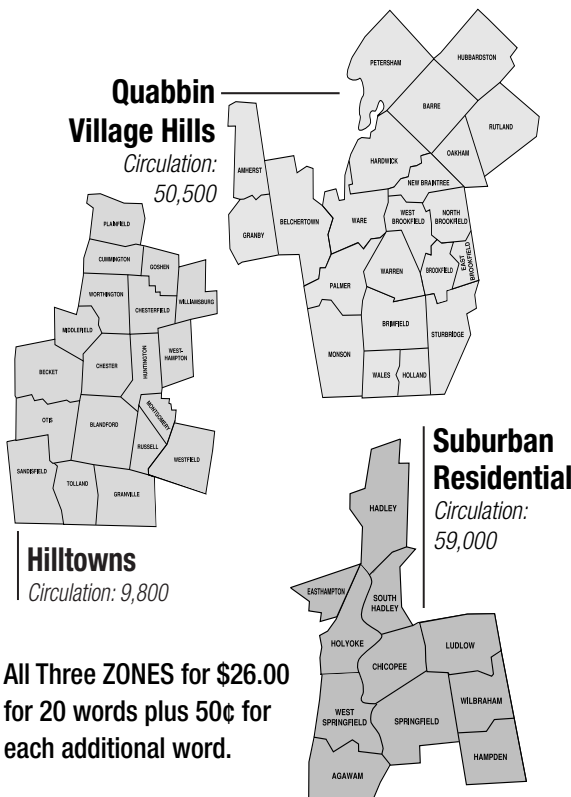 Quabbin
Village Hills
Circulation:
50,500
PETERSHAM
HUBBARDSTON
BARRE
RUTLAND
OAKHAM
HARDWICK
NEW BRAINTREE
AMHERST
GRANBY
BELCHERTOWN
WARE
WEST
BROOKFIELD
NORTH
BROOKFIELD
EAST
BROOKFIELD
BROOKFIELD
WARREN
PALMER
BRIMFIELD
STURBRIDGE
MONSON
WALES
HOLLAND
PLAINFIELD
CUMMINGTON
GOSHEN
WORTHINGTON
CHESTERFIELD
WILLIAMSBURG
MIDDLEFIELD
WEST-
HAMPTON
HUNTINGTON
CHESTER
BECKET
MONTGOMERY
OTIS
BLANDFORD
RUSSELL
WESTFIELD
SANDISFIELD
TOLLAND
GRANVILLE
Hilltowns
Circulation: 9,800
Suburban
Residential
Circulation:
59,000
HADLEY
EASTHAMPTON
SOUTH
HADLEY
HOLYOKE
CHICOPEE
LUDLOW
WEST
SPRINGFIELD
SPRINGFIELD
WILBRAHAM
HAMPDEN
AGAWAM
All Three ZONES for $26.00
for 20 words plus 50¢ for
each additional word.